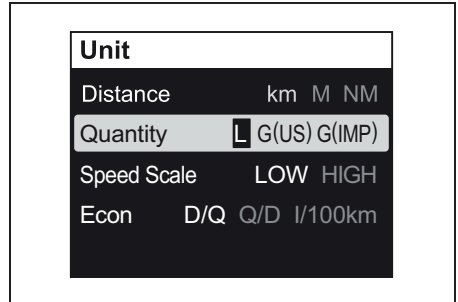 Unit
Distance km M NM
Quantity L G(US) G(IMP)
Speed Scale LOW HIGH
Econ D/Q Q/D l/100km